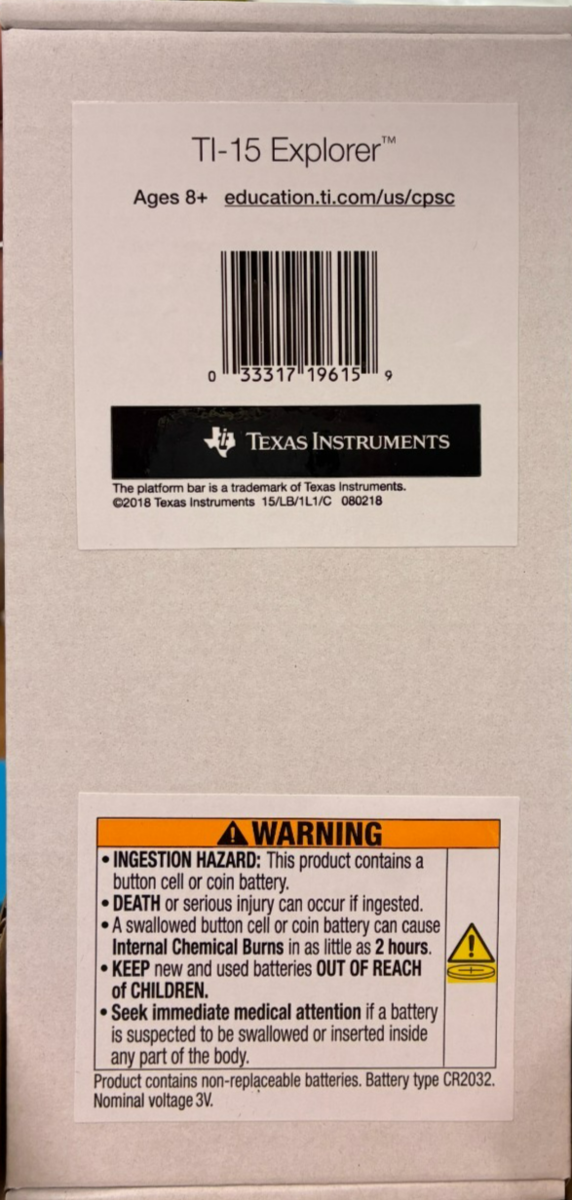 TI-15 Explorer™
Ages 8+ education.ti.com/us/cpsc
0 33317 19615 9
TEXAS INSTRUMENTS
The platform bar is a trademark of Texas Instruments.
©2018 Texas Instruments 15/LB/1L1/C 080218
WARNING
• INGESTION HAZARD: This product contains a
button cell or coin battery.
• DEATH or serious injury can occur if ingested.
• A swallowed button cell or coin battery can cause
Internal Chemical Burns in as little as 2 hours.
• KEEP new and used batteries OUT OF REACH
of CHILDREN.
• Seek immediate medical attention if a battery
is suspected to be swallowed or inserted inside
any part of the body.
Product contains non-replaceable batteries. Battery type CR2032.
Nominal voltage 3V.